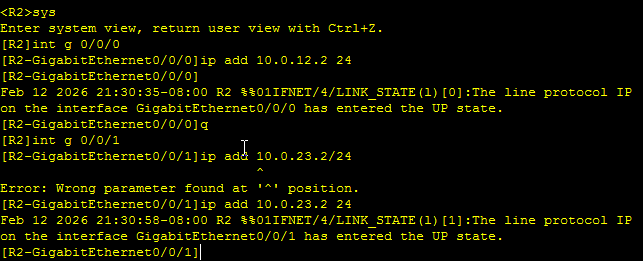 <R2>sys
Enter system view, return user view with Ctrl+Z.
[R2]int g 0/0/0
[R2-GigabitEthernet0/0/0]ip add 10.0.12.2 24
[R2-GigabitEthernet0/0/0]
Feb 12 2026 21:30:35-08:00 R2 %%01IFNET/4/LINK_STATE(l)[0]:The line protocol IP
on the interface GigabitEthernet0/0/0 has entered the UP state.
[R2-GigabitEthernet0/0/0]q
[R2]int g 0/0/1
[R2-GigabitEthernet0/0/1]ip add 10.0.23.2/24
^
Error: Wrong parameter found at '^' position.
[R2-GigabitEthernet0/0/1]ip add 10.0.23.2 24
Feb 12 2026 21:30:58-08:00 R2 %%01IFNET/4/LINK_STATE(l)[1]:The line protocol IP
on the interface GigabitEthernet0/0/1 has entered the UP state.
[R2-GigabitEthernet0/0/1]